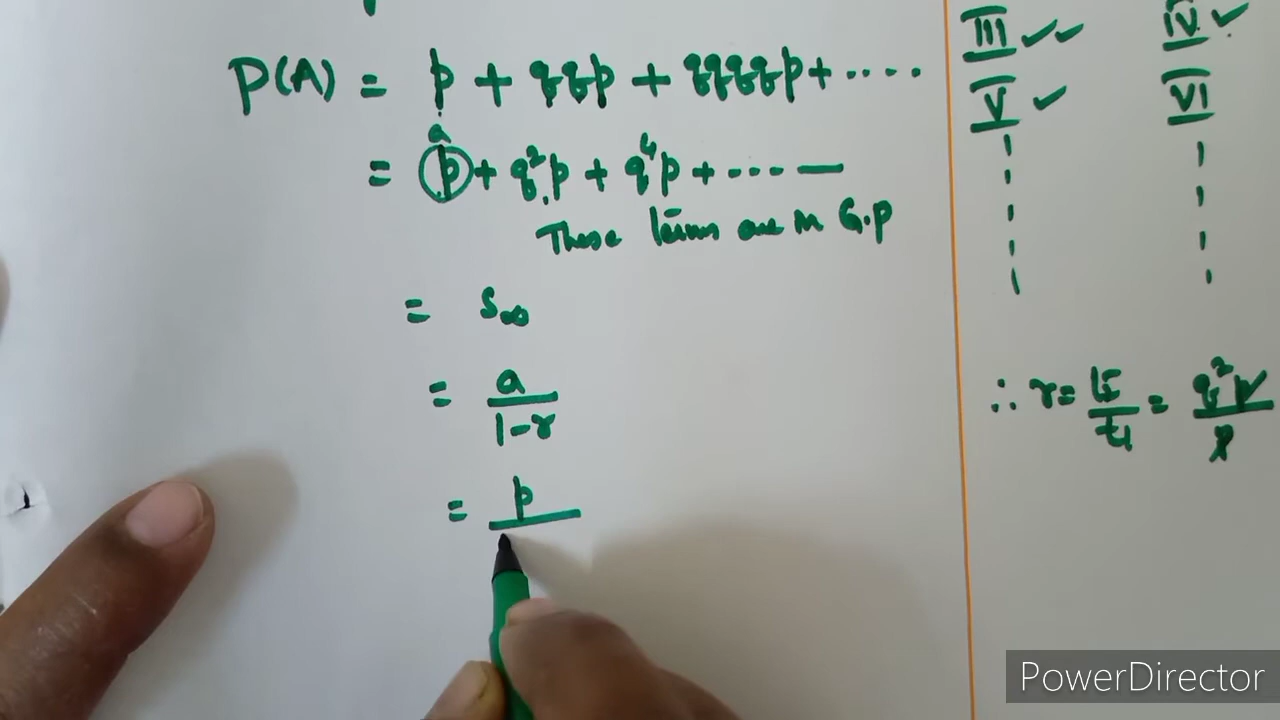 P(A) = p + qqp + qqqqp + ....
a
= p + q²p + q⁴p + .... —
These terms are in G.P
= S∞
= a/1-r
= p
III ✓✓ IV ✓
V ✓ VI
∴ r = t₂/t₁ = q²p/p
PowerDirector